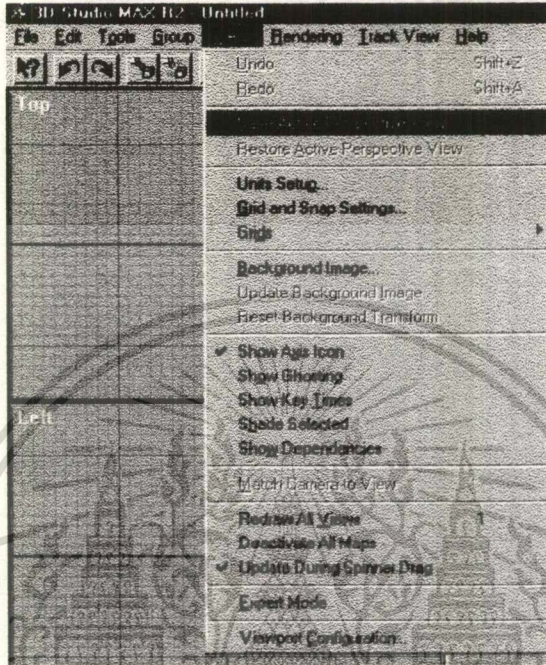 3D Studio MAX R2 - Untitled
File Edit Tools Group Rendering Track View Help
Undo Shift+Z
Redo Shift+A
Top
Restore Active Perspective View
Units Setup...
Grid and Snap Settings...
Grids
Background Image...
Update Background Image
Reset Background Transform
Show Axis Icon
Show Ghosting
Show Key Times
Shade Selected
Show Dependencies
Left
Match Camera to View
Redraw All Views 1
Deactivate All Maps
Update During Spinner Drag
Expert Mode
Viewport Configuration...